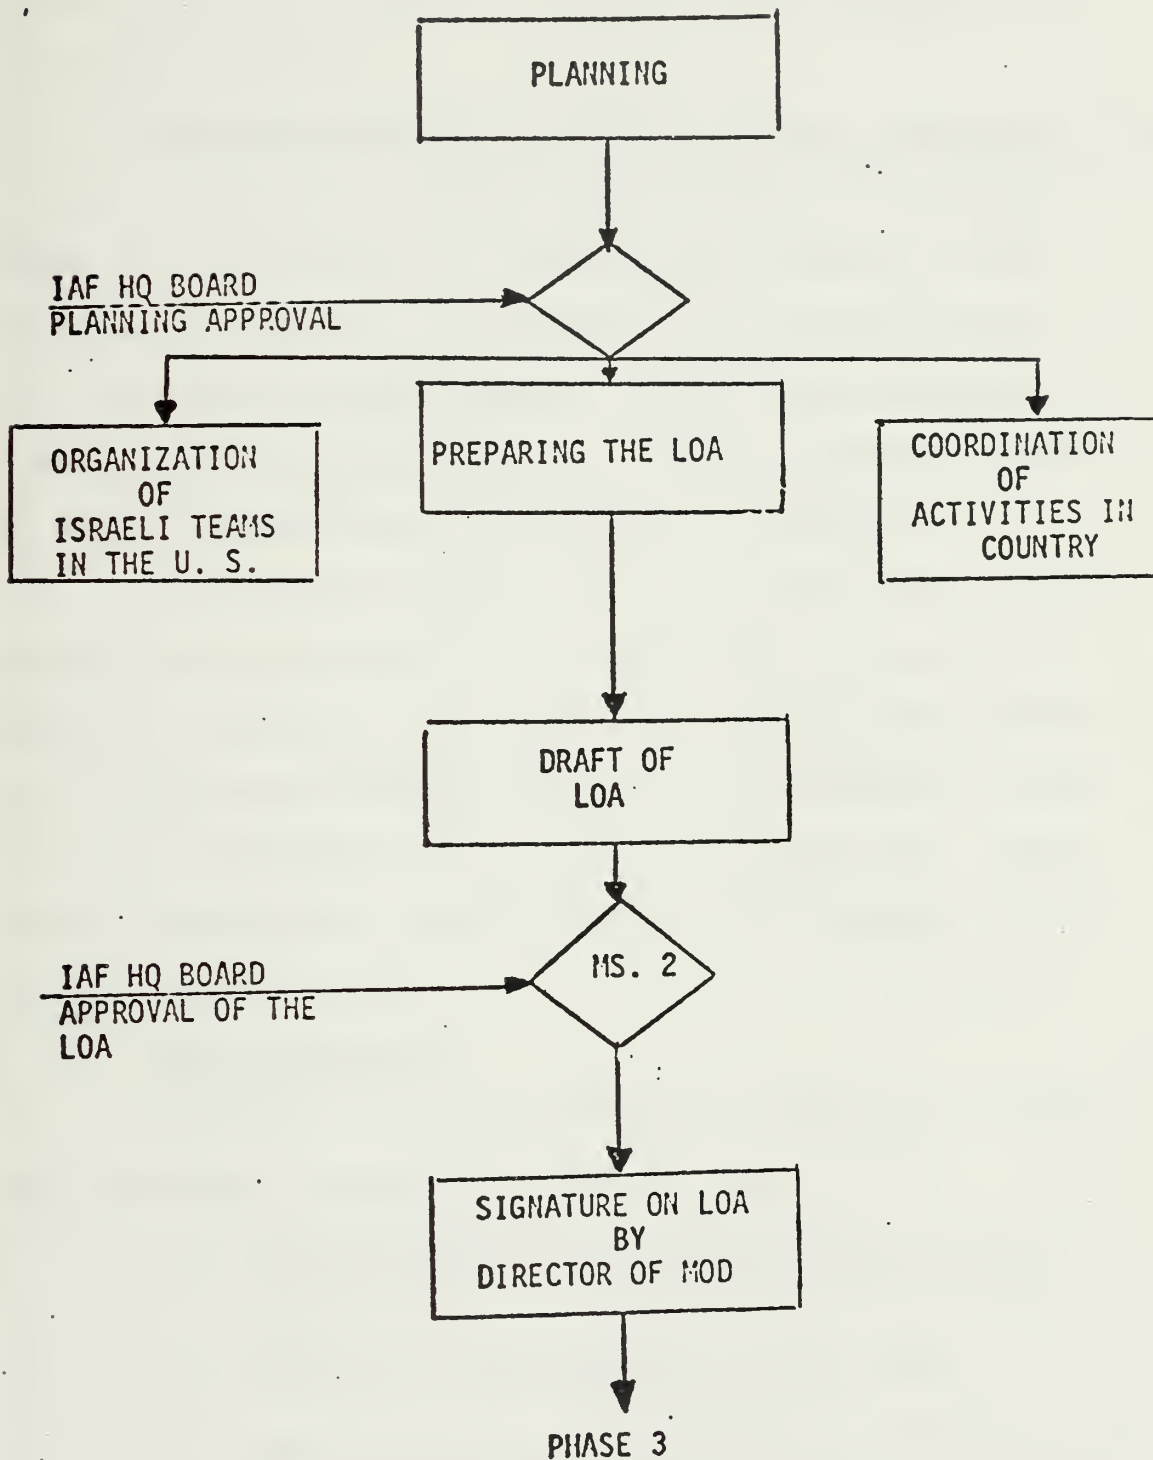 PLANNING
IAF HQ BOARD
PLANNING APPROVAL
ORGANIZATION
OF
ISRAELI TEAMS
IN THE U. S.
PREPARING THE LOA
COORDINATION
OF
ACTIVITIES IN
COUNTRY
DRAFT OF
LOA
MS. 2
IAF HQ BOARD
APPROVAL OF THE
LOA
SIGNATURE ON LOA
BY
DIRECTOR OF MOD
PHASE 3